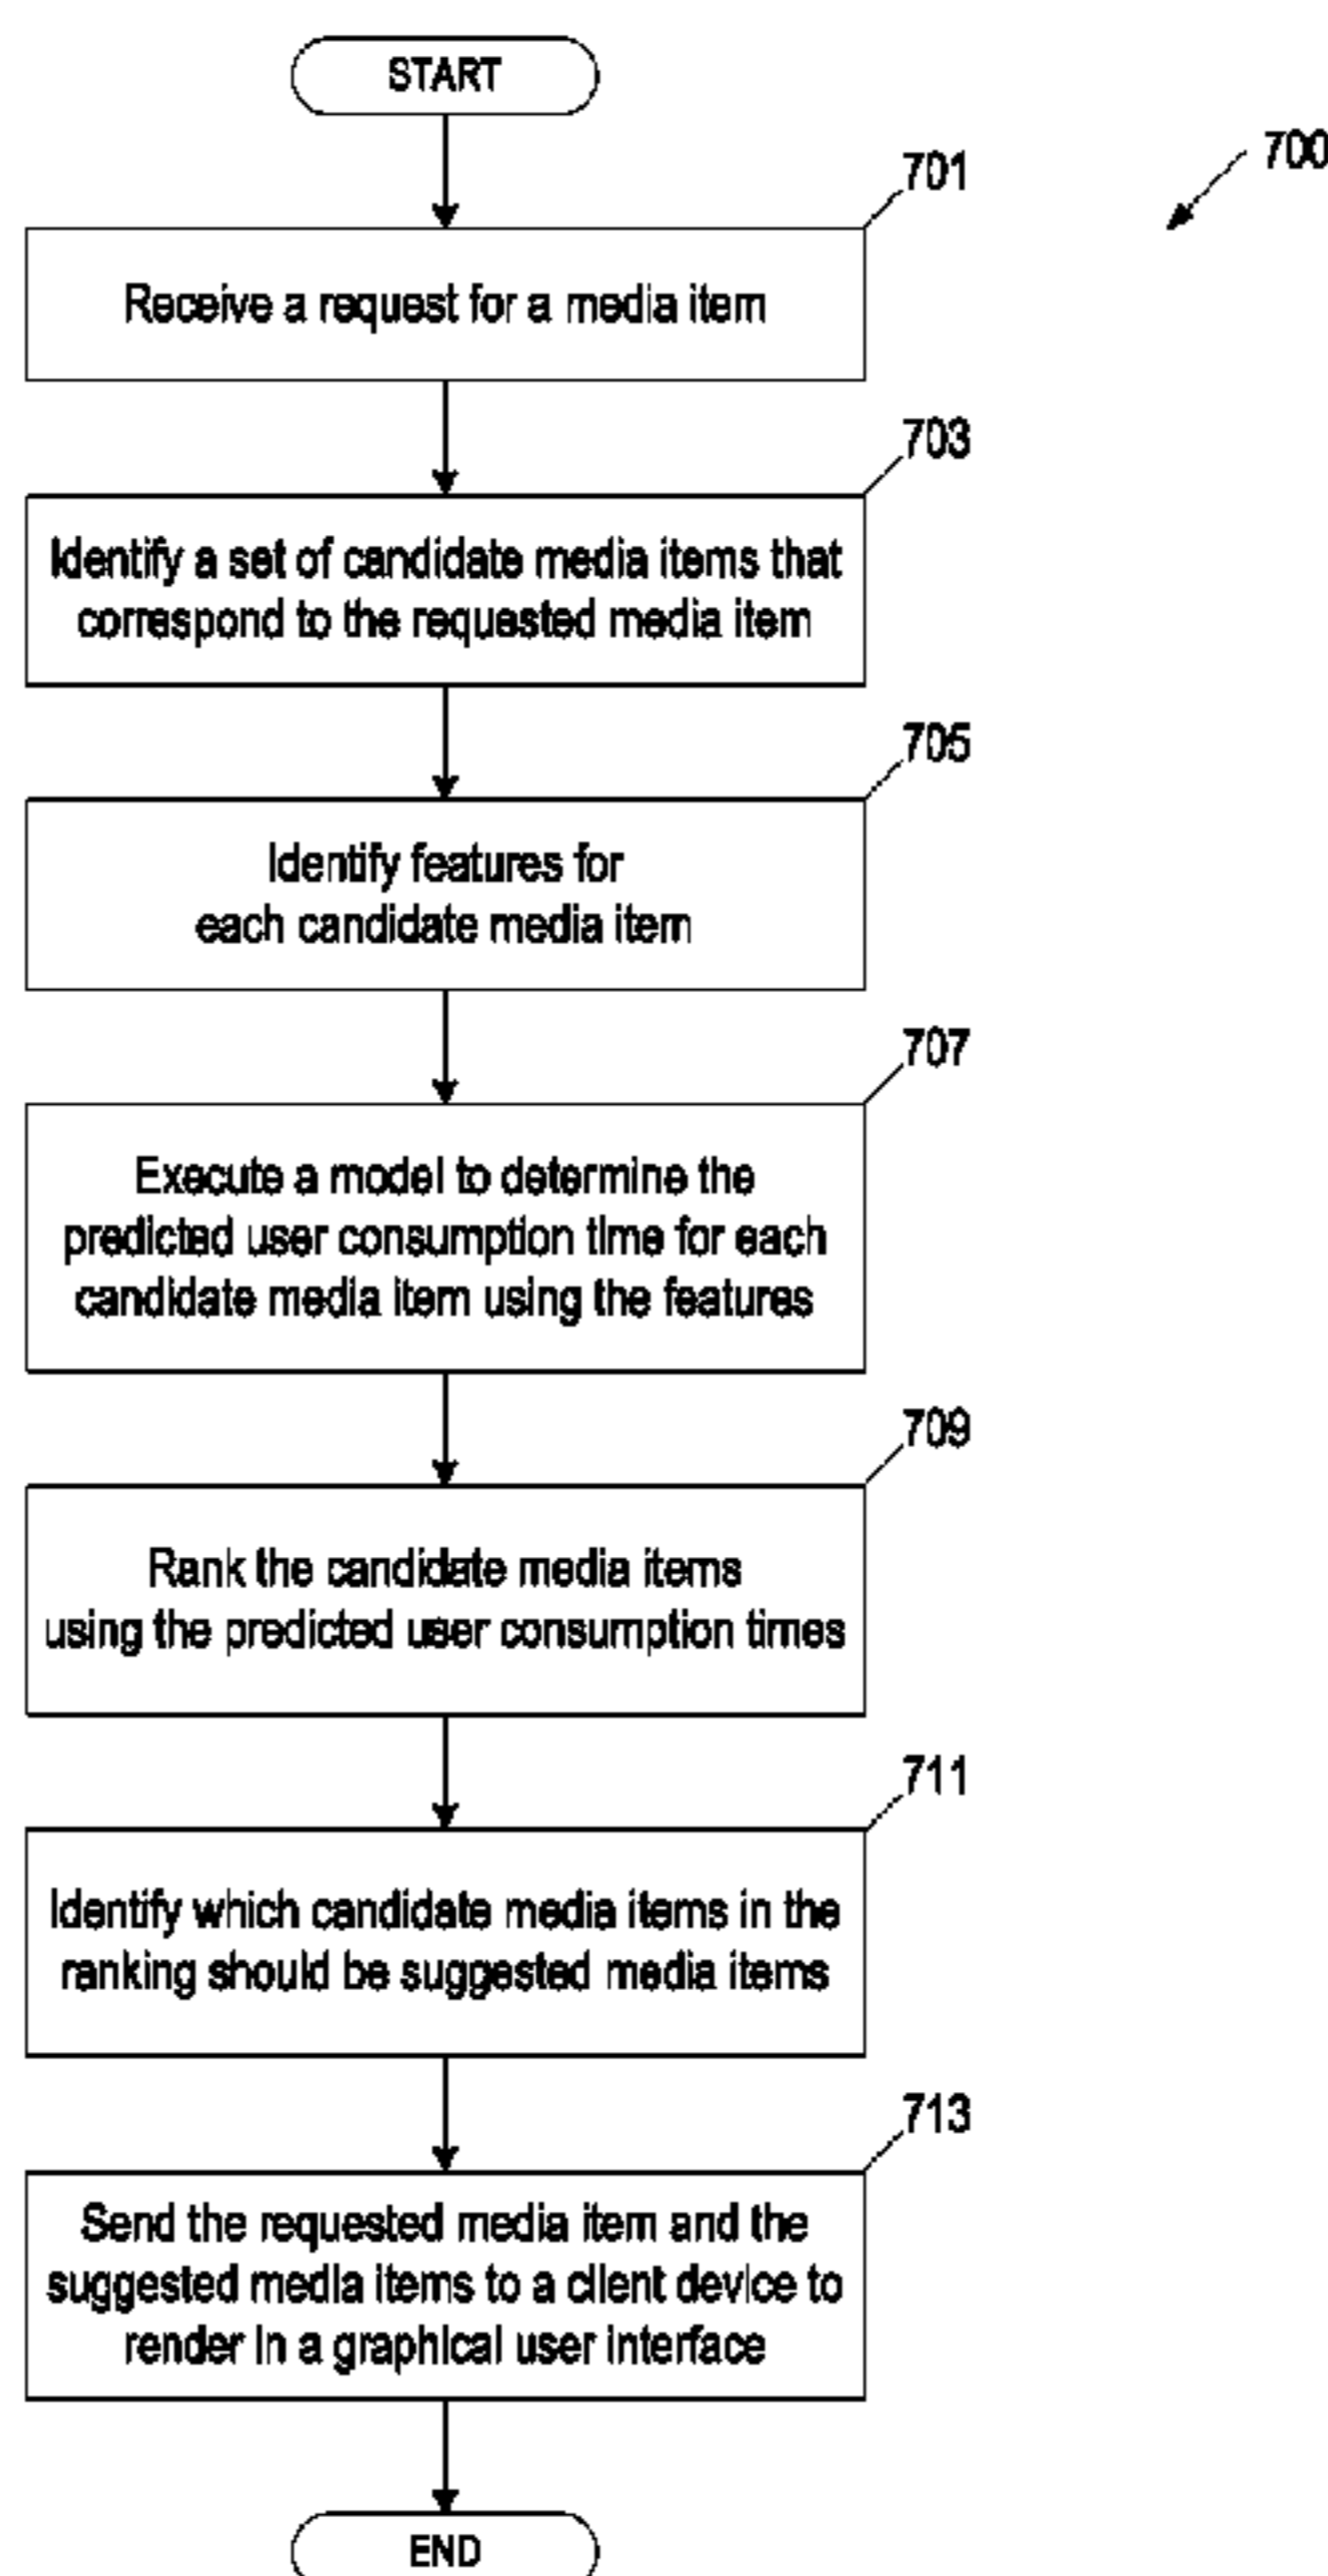 START
700
701
Receive a request for a media item
703
Identify a set of candidate media items that
correspond to the requested media item
705
Identify features for
each candidate media item
707
Execute a model to determine the
predicted user consumption time for each
candidate media item using the features
709
Rank the candidate media items
using the predicted user consumption times
711
Identify which candidate media items in the
ranking should be suggested media items
713
Send the requested media item and the
suggested media items to a client device to
render in a graphical user interface
END